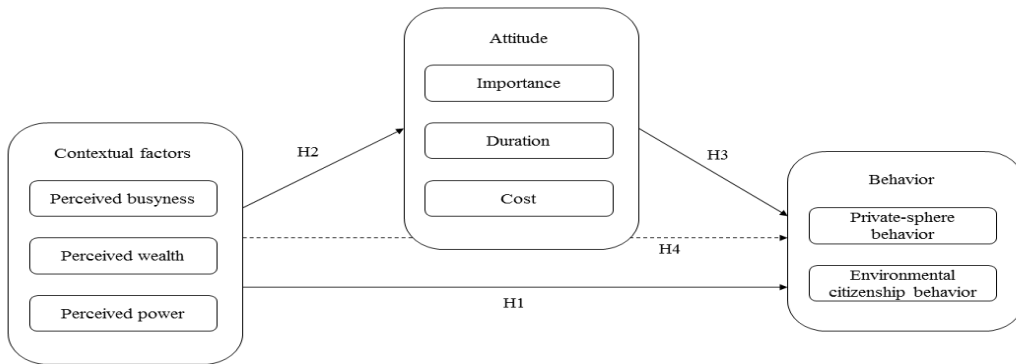 Attitude
Importance
Duration
Cost
Contextual factors
Perceived busyness
Perceived wealth
Perceived power
H2
H3
H4
H1
Behavior
Private-sphere
behavior
Environmental
citizenship behavior